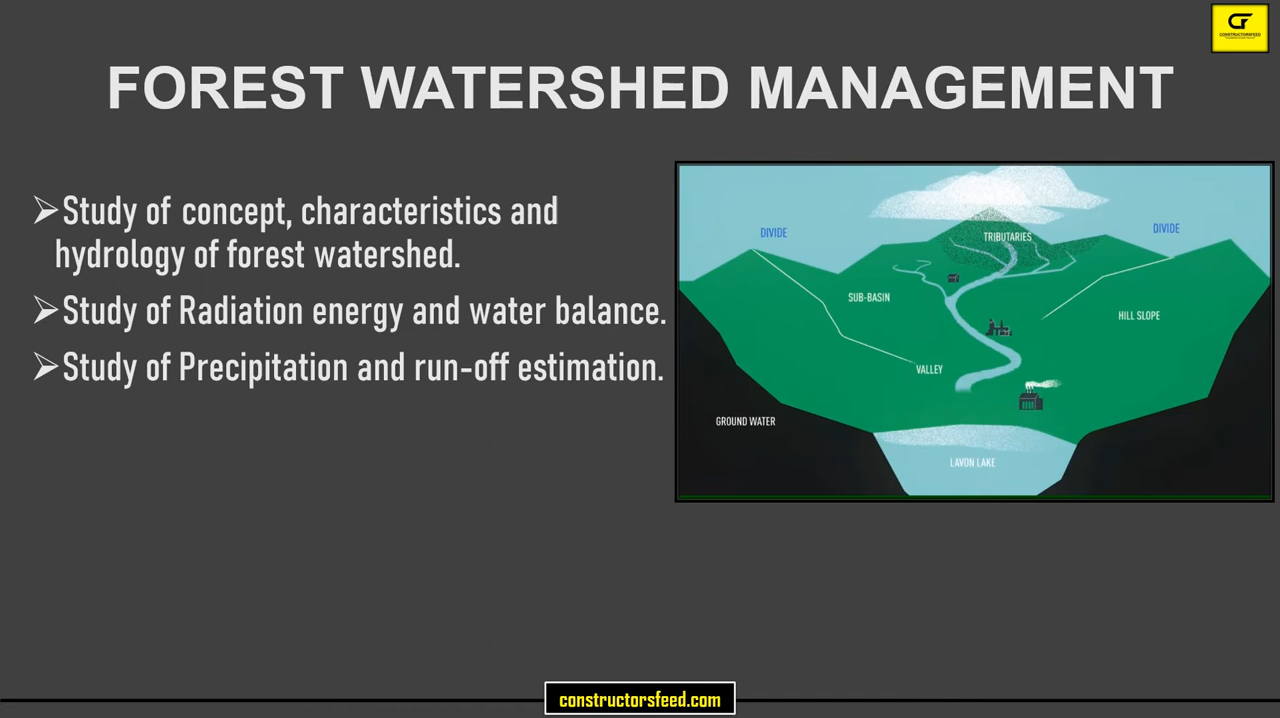 CONSTRUCTORSFEED
FOREST WATERSHED MANAGEMENT
➢Study of concept, characteristics and
hydrology of forest watershed.
➢Study of Radiation energy and water balance.
➢Study of Precipitation and run-off estimation.
DIVIDE
TRIBUTARIES
DIVIDE
SUB-BASIN
HILL SLOPE
VALLEY
GROUND WATER
LAVON LAKE
constructorsfeed.com